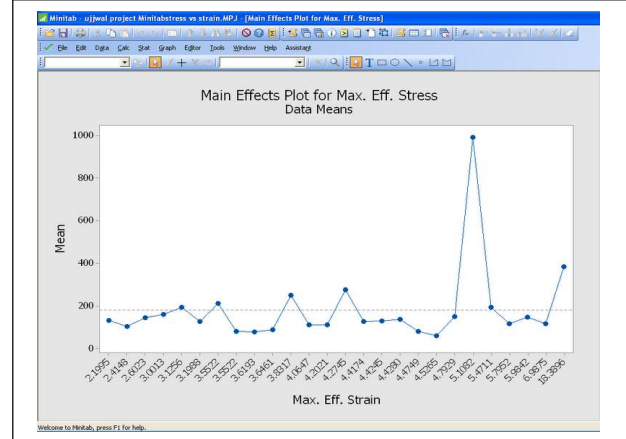 Minitab - ujjwal project Minitabstress vs strain.MPJ - [Main Effects Plot for Max. Eff. Stress]
File Edit Data Calc Stat Graph Editor Tools Window Help Assistant
Main Effects Plot for Max. Eff. Stress
Data Means
1000
800
600
400
200
0
Mean
2.1995 2.4148 2.6023 3.0013 3.1256 3.1988 3.5522 3.5522 3.6193 3.6461 3.8317 4.0647 4.2021 4.2745 4.4174 4.4245 4.4280 4.4749 4.5265 4.7929 5.1082 5.4711 5.7952 5.9842 6.9875 18.3896
Max. Eff. Strain
Welcome to Minitab, press F1 for help.